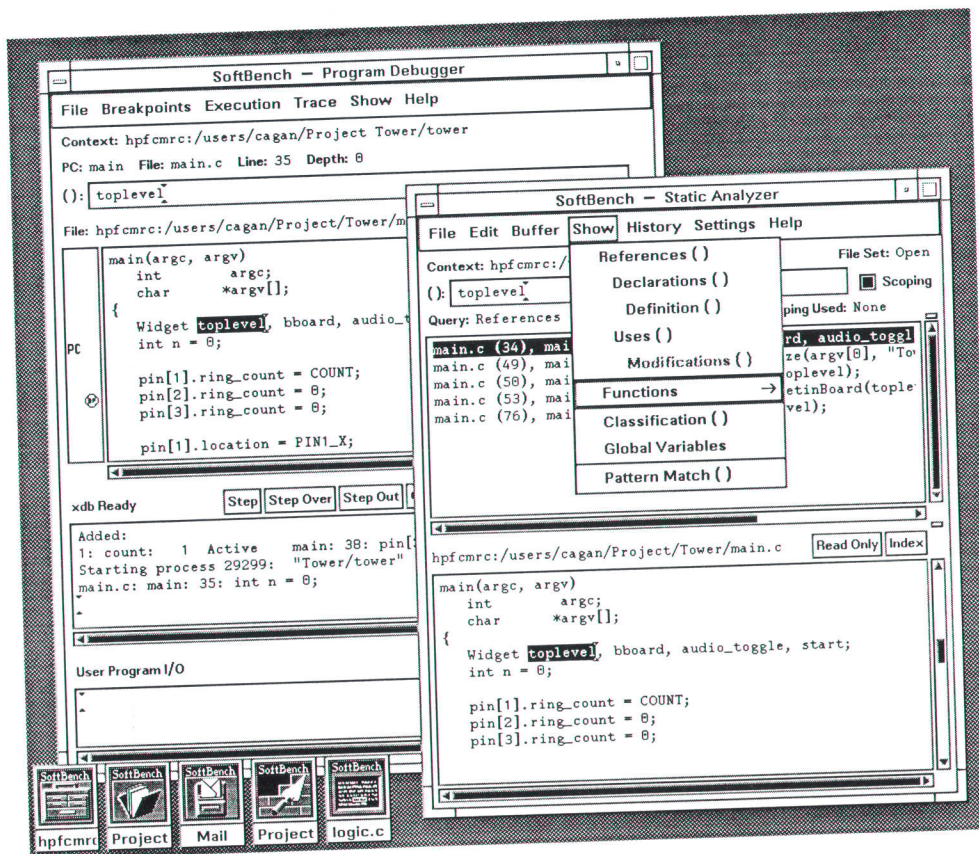 SoftBench — Program Debugger
File Breakpoints Execution Trace Show Help
Context: hpfcmrc:/users/cagan/Project Tower/tower
PC: main File: main.c Line: 35 Depth: 0
(): toplevel
File: hpfcmrc:/users/cagan/Project/Tower/m
main(argc, argv)
int argc;
char *argv[];
{
Widget toplevel, bboard, audio_t
PC
int n = 0;
pin[1].ring_count = COUNT;
pin[2].ring_count = 0;
pin[3].ring_count = 0;
pin[1].location = PIN1_X;
xdb Ready
Step
Step Over
Step Out
Added:
1: count: 1 Active main: 38: pin[
Starting process 29299: "Tower/tower"
main.c: main: 35: int n = 0;
User Program I/O
SoftBench — Static Analyzer
File Edit Buffer Show History Settings Help
Context: hpfcmrc:/
File Set: Open
(): toplevel
Scoping
Query: References
ping Used: None
main.c (34), mai
rd, audio_toggl
main.c (49), mai
ze(argv[0], "To
main.c (50), mai
oplevel);
main.c (53), mai
etinBoard(tople
main.c (76), mai
vel);
References ( )
Declarations ( )
Definition ( )
Uses ( )
Modifications ( )
Functions →
Classification ( )
Global Variables
Pattern Match ( )
hpfcmrc:/users/cagan/Project/Tower/main.c
Read Only
Index
main(argc, argv)
int argc;
char *argv[];
{
Widget toplevel, bboard, audio_toggle, start;
int n = 0;
pin[1].ring_count = COUNT;
pin[2].ring_count = 0;
pin[3].ring_count = 0;
SoftBench
SoftBench
SoftBench
SoftBench
SoftBench
hpfcmrc
Project
Mail
Project
logic.c